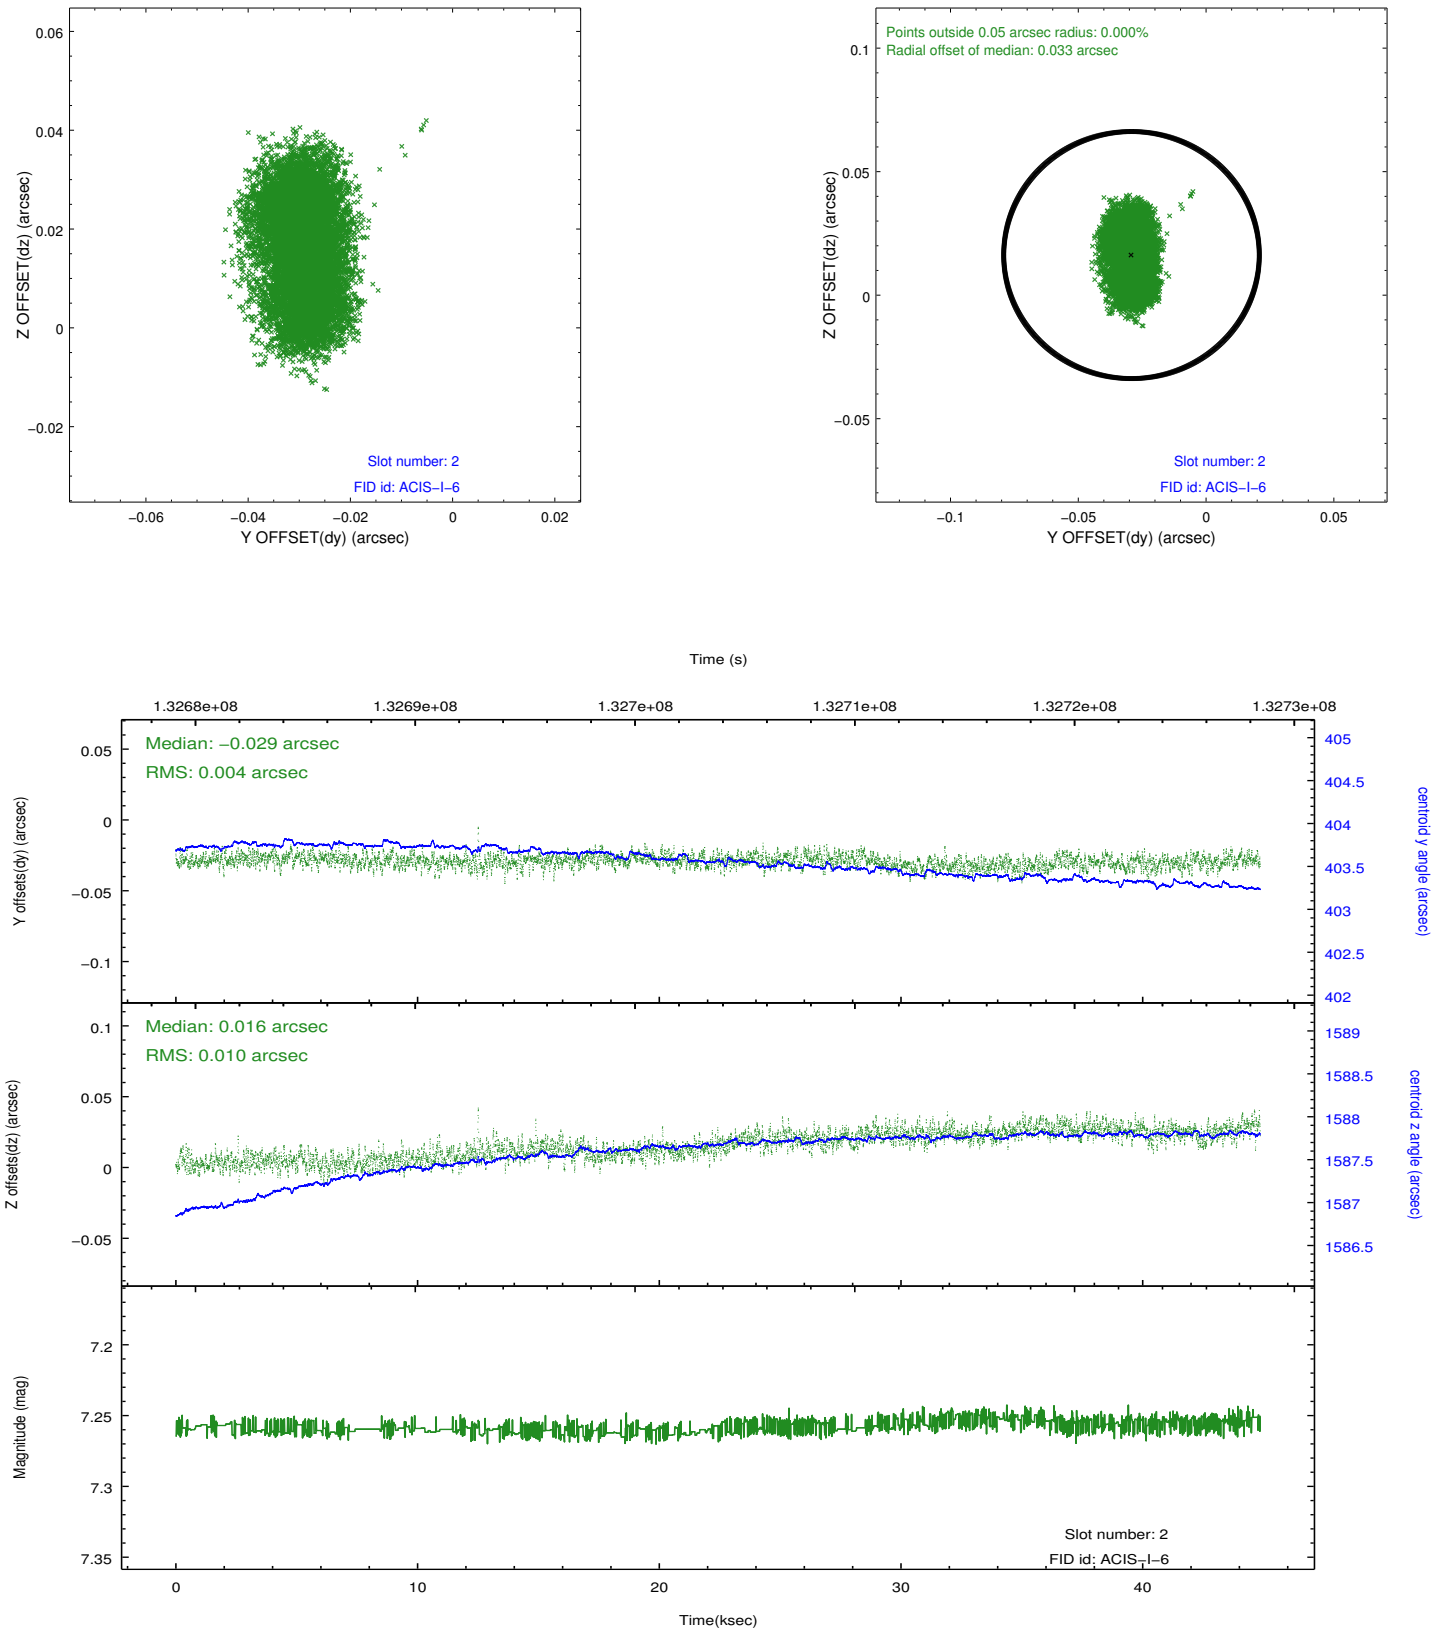 0.06
0.04
0.02
0
−0.02
Z OFFSET(dz) (arcsec)
Slot number: 2
FID id: ACIS−I−6
−0.06 −0.04 −0.02 0 0.02
Y OFFSET(dy) (arcsec)
Points outside 0.05 arcsec radius: 0.000%
Radial offset of median: 0.033 arcsec
0.1
0.05
0
−0.05
Z OFFSET(dz) (arcsec)
Slot number: 2
FID id: ACIS−I−6
−0.1 −0.05 0 0.05
Y OFFSET(dy) (arcsec)
Time (s)
1.3268e+08 1.3269e+08 1.327e+08 1.3271e+08 1.3272e+08 1.3273e+08
Median: −0.029 arcsec
RMS: 0.004 arcsec
0.05
0
−0.05
−0.1
Y offsets(dy) (arcsec)
405
404.5
404
403.5
403
402.5
402
centroid y angle (arcsec)
Median: 0.016 arcsec
RMS: 0.010 arcsec
0.1
0.05
0
−0.05
Z offsets(dz) (arcsec)
1589
1588.5
1588
1587.5
1587
1586.5
centroid z angle (arcsec)
7.2
7.25
7.3
7.35
Magnitude (mag)
Slot number: 2
FID id: ACIS−I−6
0 10 20 30 40
Time(ksec)